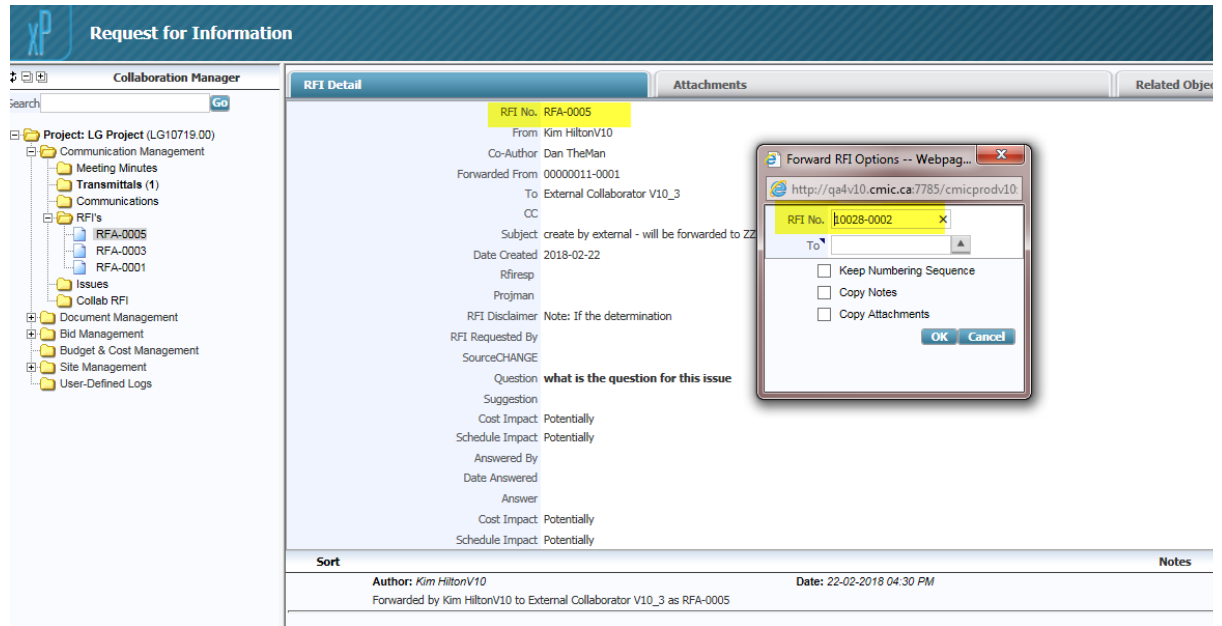 xP Request for Information
Collaboration Manager
Search Go
Project: LG Project (LG10719.00)
Communication Management
Meeting Minutes
Transmittals (1)
Communications
RFI's
RFA-0005
RFA-0003
RFA-0001
Issues
Collab RFI
Document Management
Bid Management
Budget & Cost Management
Site Management
User-Defined Logs
RFI Detail Attachments Related Objec
RFI No. RFA-0005
From Kim HiltonV10
Co-Author Dan TheMan
Forwarded From 00000011-0001
To External Collaborator V10_3
CC
Subject create by external - will be forwarded to ZZ
Date Created 2018-02-22
Rfiresp
Projman
RFI Disclaimer Note: If the determination
RFI Requested By
SourceCHANGE
Question what is the question for this issue
Suggestion
Cost Impact Potentially
Schedule Impact Potentially
Answered By
Date Answered
Answer
Cost Impact Potentially
Schedule Impact Potentially
Forward RFI Options -- Webpag...
http://qa4v10.cmic.ca:7785/cmicprodv10:
RFI No. 10028-0002
To
Keep Numbering Sequence
Copy Notes
Copy Attachments
OK Cancel
Sort Notes
Author: Kim HiltonV10 Date: 22-02-2018 04:30 PM
Forwarded by Kim HiltonV10 to External Collaborator V10_3 as RFA-0005